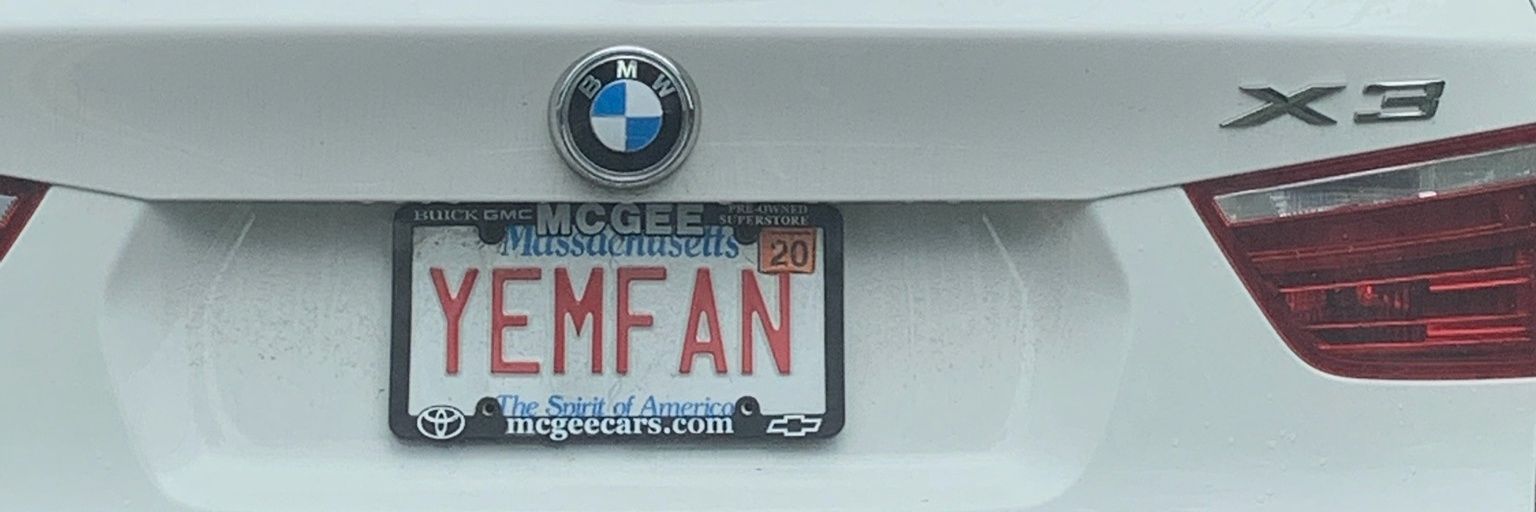 BMW
X3
BUICK GMC MCGEE PRE-OWNED SUPERSTORE
Massachusetts
20
YEMFAN
The Spirit of America
mcgeecars.com